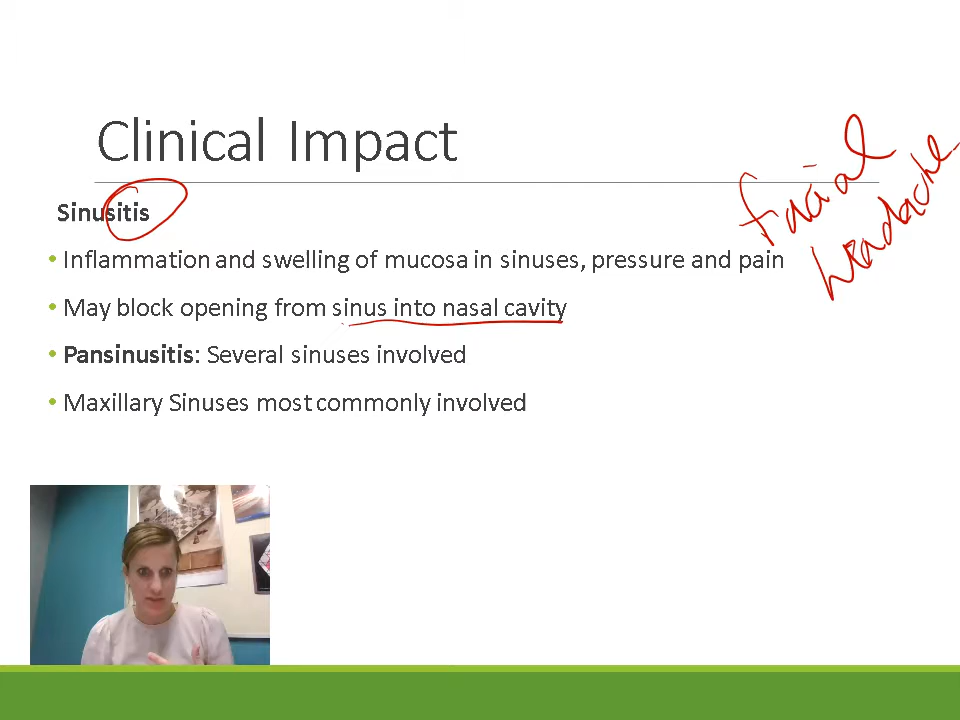 Clinical Impact
facial
headache
Sinusitis
• Inflammation and swelling of mucosa in sinuses, pressure and pain
• May block opening from sinus into nasal cavity
• Pansinusitis: Several sinuses involved
• Maxillary Sinuses most commonly involved